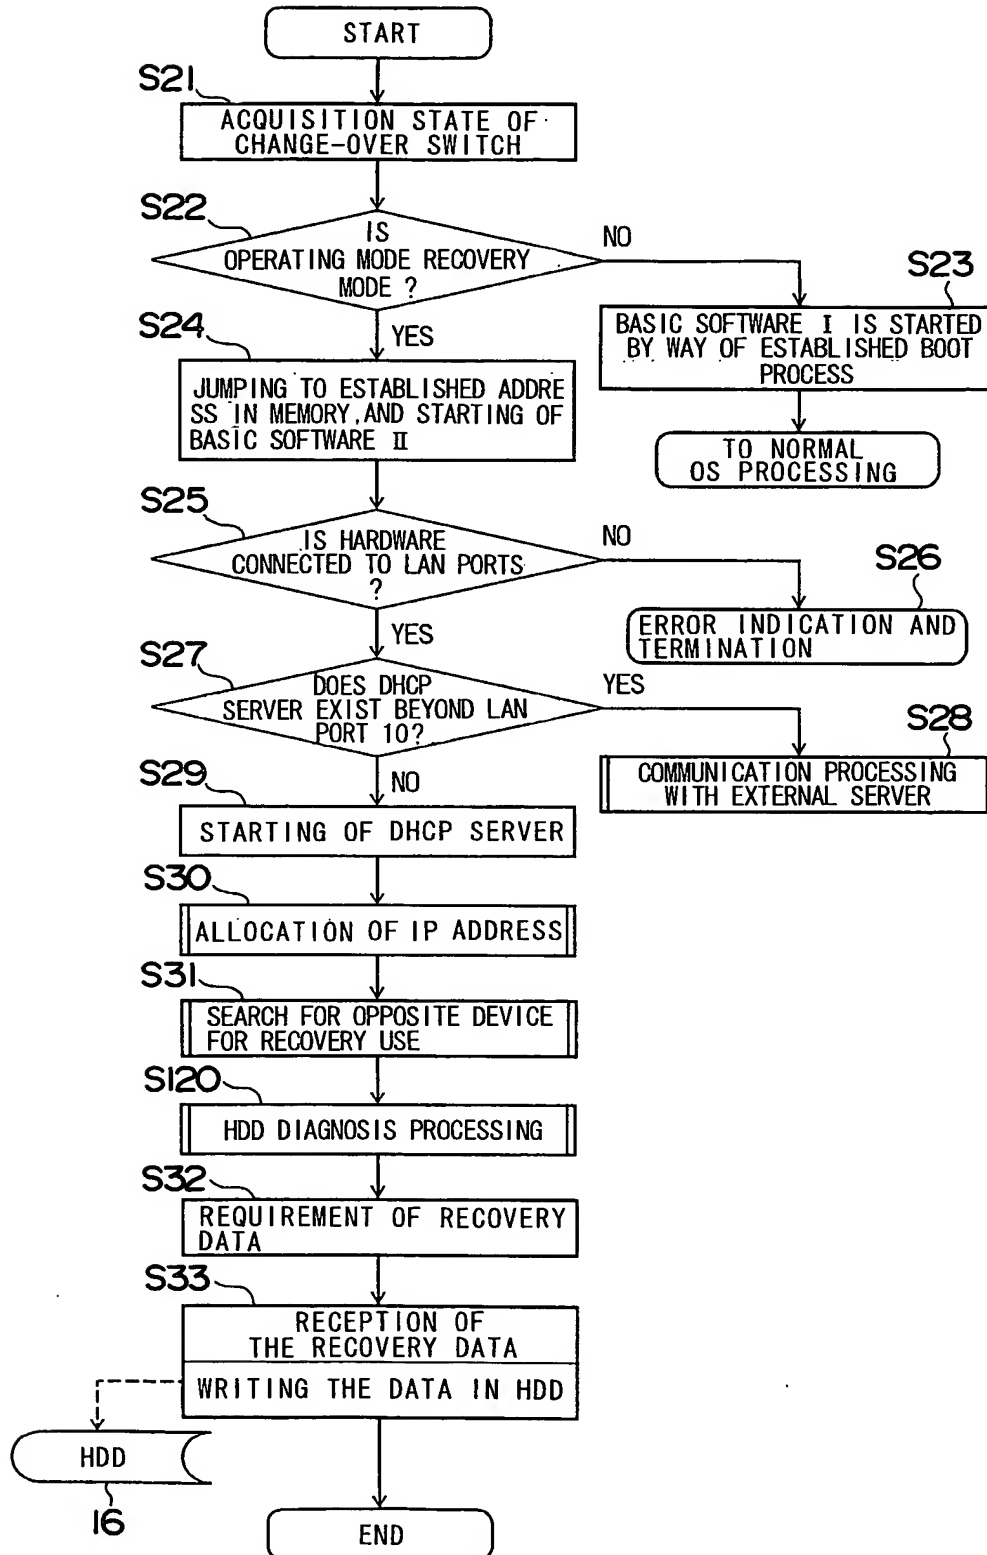 START
S21
ACQUISITION STATE OF
CHANGE-OVER SWITCH
S22
IS
OPERATING MODE RECOVERY
MODE ?
NO
YES
S23
BASIC SOFTWARE I IS STARTED
BY WAY OF ESTABLISHED BOOT
PROCESS
TO NORMAL
OS PROCESSING
S24
JUMPING TO ESTABLISHED ADDRE
SS IN MEMORY, AND STARTING OF
BASIC SOFTWARE II
S25
IS HARDWARE
CONNECTED TO LAN PORTS
?
NO
YES
S26
ERROR INDICATION AND
TERMINATION
S27
DOES DHCP
SERVER EXIST BEYOND LAN
PORT 10?
YES
NO
S28
COMMUNICATION PROCESSING
WITH EXTERNAL SERVER
S29
STARTING OF DHCP SERVER
S30
ALLOCATION OF IP ADDRESS
S31
SEARCH FOR OPPOSITE DEVICE
FOR RECOVERY USE
S120
HDD DIAGNOSIS PROCESSING
S32
REQUIREMENT OF RECOVERY
DATA
S33
RECEPTION OF
THE RECOVERY DATA
WRITING THE DATA IN HDD
HDD
16
END